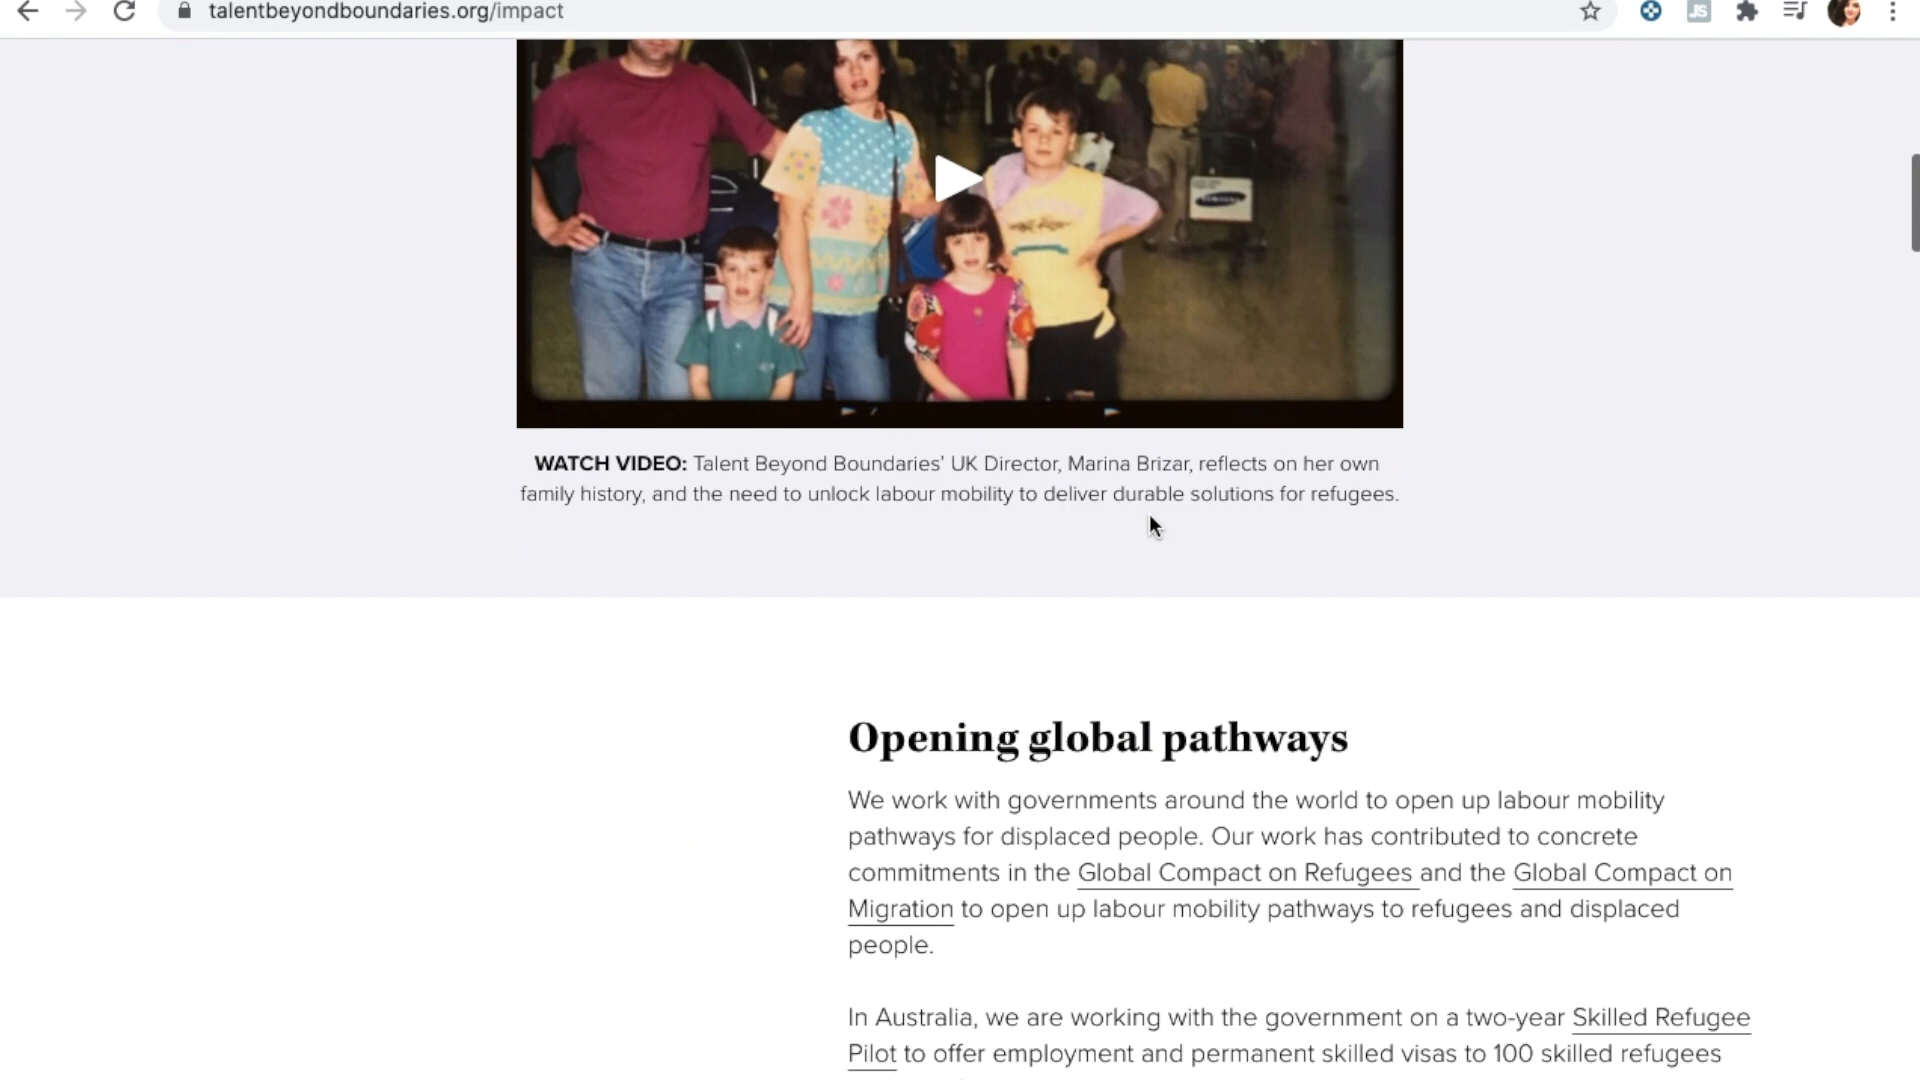 talentbeyondboundaries.org/impact
JS
SAMSUNG
WATCH VIDEO: Talent Beyond Boundaries' UK Director, Marina Brizar, reflects on her own
family history, and the need to unlock labour mobility to deliver durable solutions for refugees.
Opening global pathways
We work with governments around the world to open up labour mobility
pathways for displaced people. Our work has contributed to concrete
commitments in the Global Compact on Refugees and the Global Compact on
Migration to open up labour mobility pathways to refugees and displaced
people.
In Australia, we are working with the government on a two-year Skilled Refugee
Pilot to offer employment and permanent skilled visas to 100 skilled refugees